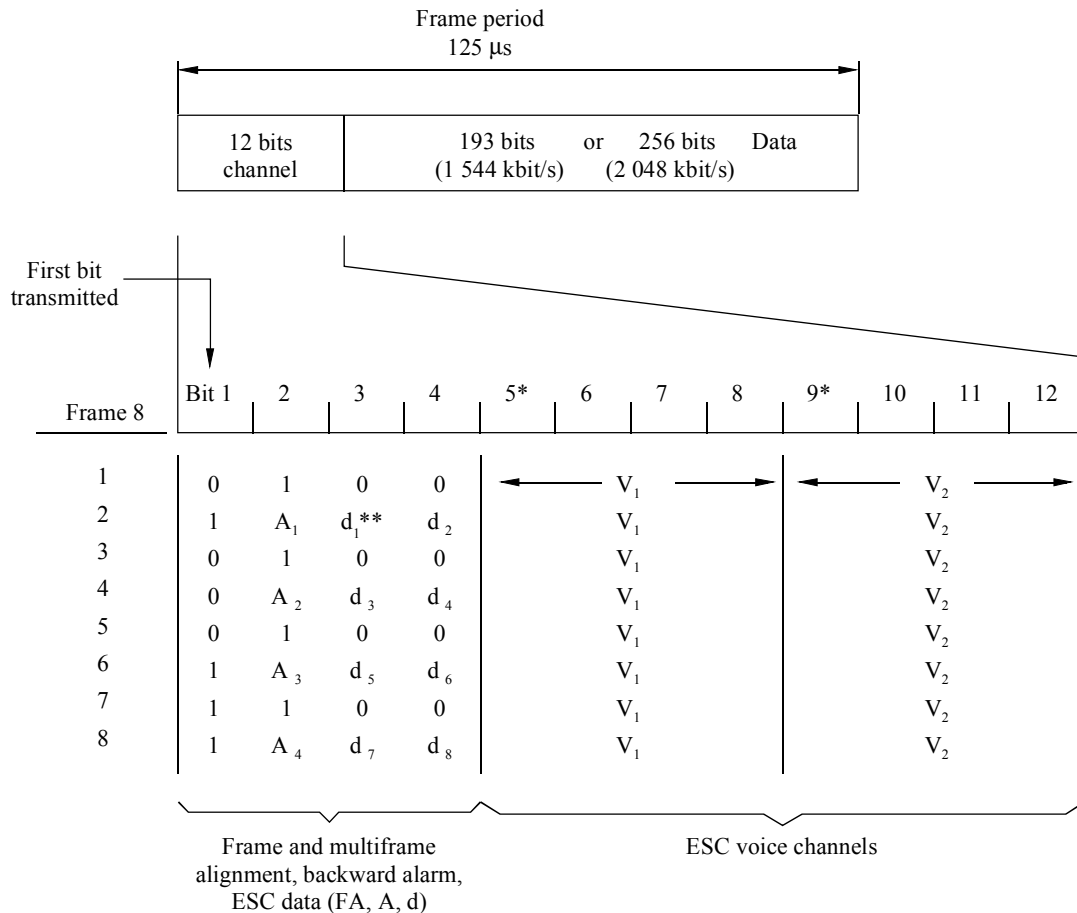 Frame period
125 µs
12 bits
channel
193 bits or 256 bits Data
(1 544 kbit/s) (2 048 kbit/s)
First bit
transmitted
Frame 8 Bit 1 2 3 4 5* 6 7 8 9* 10 11 12
1 0 1 0 0 V₁ V₂
2 1 A₁ d₁** d₂ V₁ V₂
3 0 1 0 0 V₁ V₂
4 0 A₂ d₃ d₄ V₁ V₂
5 0 1 0 0 V₁ V₂
6 1 A₃ d₅ d₆ V₁ V₂
7 1 1 0 0 V₁ V₂
8 1 A₄ d₇ d₈ V₁ V₂
Frame and multiframe
alignment, backward alarm,
ESC data (FA, A, d)
ESC voice channels